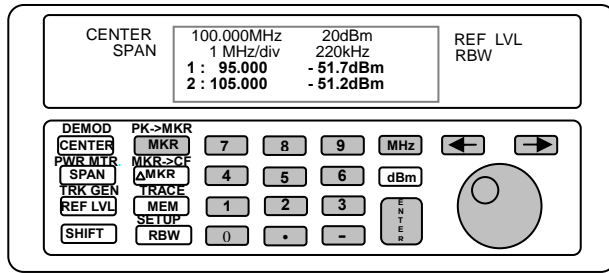 CENTER 100.000MHz 20dBm REF LVL
SPAN 1 MHz/div 220kHz RBW
1 : 95.000 - 51.7dBm
2 : 105.000 - 51.2dBm
DEMOD PK->MKR
CENTER MKR 7 8 9 MHz
PWR MTR MKR->CF
SPAN △MKR 4 5 6 dBm
TRK GEN TRACE
REF LVL MEM 1 2 3 ENTER
SETUP
SHIFT RBW 0 • -